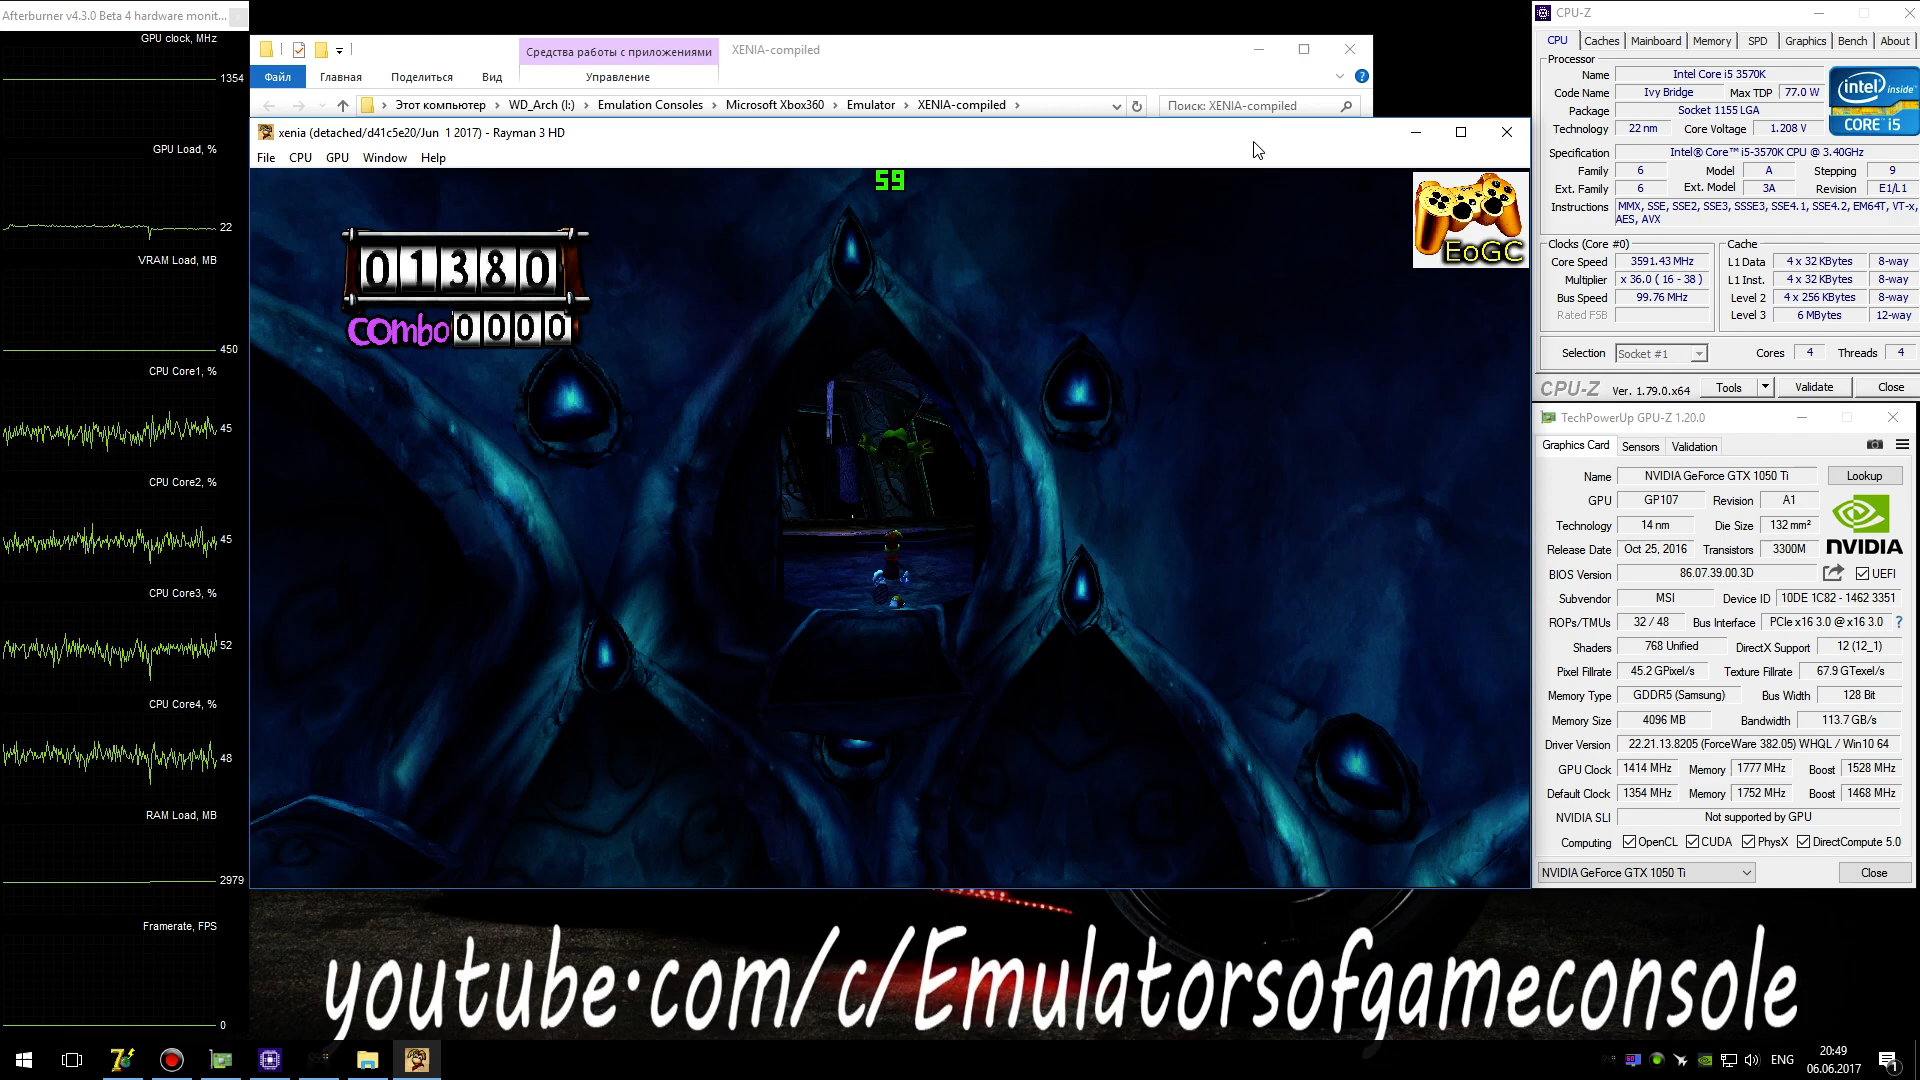 Afterburner v4.3.0 Beta 4 hardware monit...
GPU clock, MHz
1354
GPU Load, %
22
VRAM Load, MB
450
CPU Core1, %
45
CPU Core2, %
45
CPU Core3, %
52
CPU Core4, %
48
RAM Load, MB
2979
Framerate, FPS
0
Средства работы с приложениями
XENIA-compiled
Файл
Главная
Поделиться
Вид
Управление
Этот компьютер
WD_Arch (I:)
Emulation Consoles
Microsoft Xbox360
Emulator
XENIA-compiled
Поиск: XENIA-compiled
xenia (detached/d41c5e20/Jun 1 2017) - Rayman 3 HD
File CPU GPU Window Help
59
EoGC
01380
combo 0000
CPU-Z
CPU Caches Mainboard Memory SPD Graphics Bench About
Processor
Name Intel Core i5 3570K
Code Name Ivy Bridge Max TDP 77.0 W
Package Socket 1155 LGA
Technology 22 nm Core Voltage 1.208 V
intel inside™
CORE i5
Specification Intel® Core™ i5-3570K CPU @ 3.40GHz
Family 6 Model A Stepping 9
Ext. Family 6 Ext. Model 3A Revision E1/L1
Instructions MMX, SSE, SSE2, SSE3, SSSE3, SSE4.1, SSE4.2, EM64T, VT-x,
AES, AVX
Clocks (Core #0)
Core Speed 3591.43 MHz
Multiplier x 36.0 ( 16 - 38 )
Bus Speed 99.76 MHz
Rated FSB
Cache
L1 Data 4 x 32 KBytes 8-way
L1 Inst. 4 x 32 KBytes 8-way
Level 2 4 x 256 KBytes 8-way
Level 3 6 MBytes 12-way
Selection Socket #1 Cores 4 Threads 4
CPU-Z Ver. 1.79.0.x64 Tools Validate Close
TechPowerUp GPU-Z 1.20.0
Graphics Card Sensors Validation
Name NVIDIA GeForce GTX 1050 Ti Lookup
GPU GP107 Revision A1
Technology 14 nm Die Size 132 mm²
Release Date Oct 25, 2016 Transistors 3300M
NVIDIA
BIOS Version 86.07.39.00.3D UEFI
Subvendor MSI Device ID 10DE 1C82 - 1462 3351
ROPs/TMUs 32 / 48 Bus Interface PCIe x16 3.0 @ x16 3.0 ?
Shaders 768 Unified DirectX Support 12 (12_1)
Pixel Fillrate 45.2 GPixel/s Texture Fillrate 67.9 GTexel/s
Memory Type GDDR5 (Samsung) Bus Width 128 Bit
Memory Size 4096 MB Bandwidth 113.7 GB/s
Driver Version 22.21.13.8205 (ForceWare 382.05) WHQL / Win10 64
GPU Clock 1414 MHz Memory 1777 MHz Boost 1528 MHz
Default Clock 1354 MHz Memory 1752 MHz Boost 1468 MHz
NVIDIA SLI Not supported by GPU
Computing OpenCL CUDA PhysX DirectCompute 5.0
NVIDIA GeForce GTX 1050 Ti Close
youtube.com/c/Emulatorsofgameconsole
ENG
20:49
06.06.2017
1